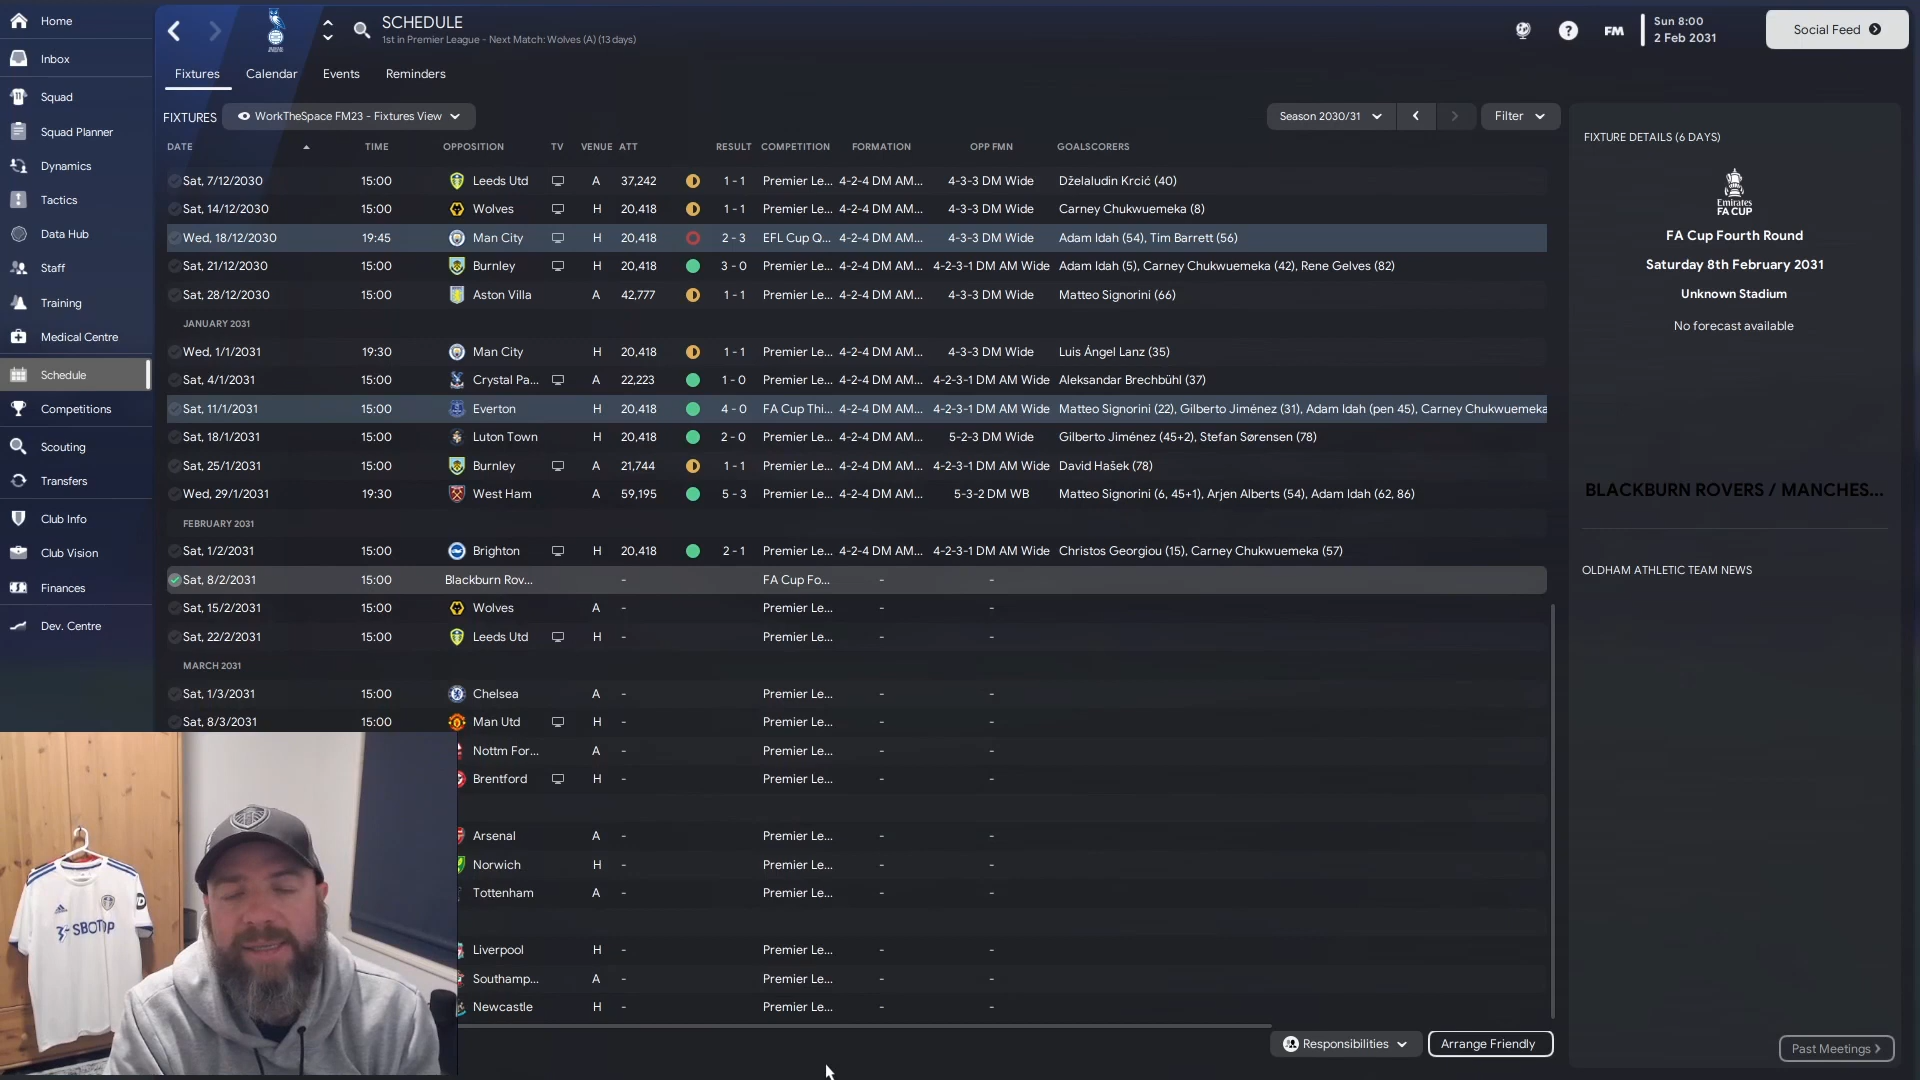 Home
Inbox
Squad
Squad Planner
Dynamics
Tactics
Data Hub
Staff
Training
Medical Centre
Schedule
Competitions
Scouting
Transfers
Club Info
Club Vision
Finances
Dev. Centre
SCHEDULE
1st in Premier League - Next Match: Wolves (A) (13 days)
FM
Sun 8:00
2 Feb 2031
Social Feed
Fixtures Calendar Events Reminders
FIXTURES WorkTheSpace FM23 - Fixtures View Season 2030/31 Filter
DATE TIME OPPOSITION TV VENUE ATT RESULT COMPETITION FORMATION OPP FMN GOALSCORERS
Sat, 7/12/2030 15:00 Leeds Utd A 37,242 1 - 1 Premier Le... 4-2-4 DM AM... 4-3-3 DM Wide Dželaludin Krcić (40)
Sat, 14/12/2030 15:00 Wolves H 20,418 1 - 1 Premier Le... 4-2-4 DM AM... 4-3-3 DM Wide Carney Chukwuemeka (8)
Wed, 18/12/2030 19:45 Man City H 20,418 2 - 3 EFL Cup Q... 4-2-4 DM AM... 4-3-3 DM Wide Adam Idah (54), Tim Barrett (56)
Sat, 21/12/2030 15:00 Burnley H 20,418 3 - 0 Premier Le... 4-2-4 DM AM... 4-2-3-1 DM AM Wide Adam Idah (5), Carney Chukwuemeka (42), Rene Gelves (82)
Sat, 28/12/2030 15:00 Aston Villa A 42,777 1 - 1 Premier Le... 4-2-4 DM AM... 4-3-3 DM Wide Matteo Signorini (66)
JANUARY 2031
Wed, 1/1/2031 19:30 Man City H 20,418 1 - 1 Premier Le... 4-2-4 DM AM... 4-3-3 DM Wide Luis Ángel Lanz (35)
Sat, 4/1/2031 15:00 Crystal Pa... A 22,223 1 - 0 Premier Le... 4-2-4 DM AM... 4-2-3-1 DM AM Wide Aleksandar Brechbühl (37)
Sat, 11/1/2031 15:00 Everton H 20,418 4 - 0 FA Cup Thi... 4-2-4 DM AM... 4-2-3-1 DM AM Wide Matteo Signorini (22), Gilberto Jiménez (31), Adam Idah (pen 45), Carney Chukwuemeka
Sat, 18/1/2031 15:00 Luton Town H 20,418 2 - 0 Premier Le... 4-2-4 DM AM... 5-2-3 DM Wide Gilberto Jiménez (45+2), Stefan Sørensen (78)
Sat, 25/1/2031 15:00 Burnley A 21,744 1 - 1 Premier Le... 4-2-4 DM AM... 4-2-3-1 DM AM Wide David Hašek (78)
Wed, 29/1/2031 19:30 West Ham A 59,195 5 - 3 Premier Le... 4-2-4 DM AM... 5-3-2 DM WB Matteo Signorini (6, 45+1), Arjen Alberts (54), Adam Idah (62, 86)
FEBRUARY 2031
Sat, 1/2/2031 15:00 Brighton H 20,418 2 - 1 Premier Le... 4-2-4 DM AM... 4-2-3-1 DM AM Wide Christos Georgiou (15), Carney Chukwuemeka (57)
Sat, 8/2/2031 15:00 Blackburn Rov... - FA Cup Fo... - -
Sat, 15/2/2031 15:00 Wolves A - Premier Le... - -
Sat, 22/2/2031 15:00 Leeds Utd H - Premier Le... - -
MARCH 2031
Sat, 1/3/2031 15:00 Chelsea A - Premier Le... - -
Sat, 8/3/2031 15:00 Man Utd H - Premier Le... - -
Nottm For... A - Premier Le... - -
Brentford H - Premier Le... - -
Arsenal A - Premier Le... - -
Norwich H - Premier Le... - -
Tottenham A - Premier Le... - -
Liverpool H - Premier Le... - -
Southamp... A - Premier Le... - -
Newcastle H - Premier Le... - -
Responsibilities Arrange Friendly
FIXTURE DETAILS (6 DAYS)
Emirates
FA CUP
FA Cup Fourth Round
Saturday 8th February 2031
Unknown Stadium
No forecast available
BLACKBURN ROVERS / MANCHES...
OLDHAM ATHLETIC TEAM NEWS
Past Meetings
SBOTOP